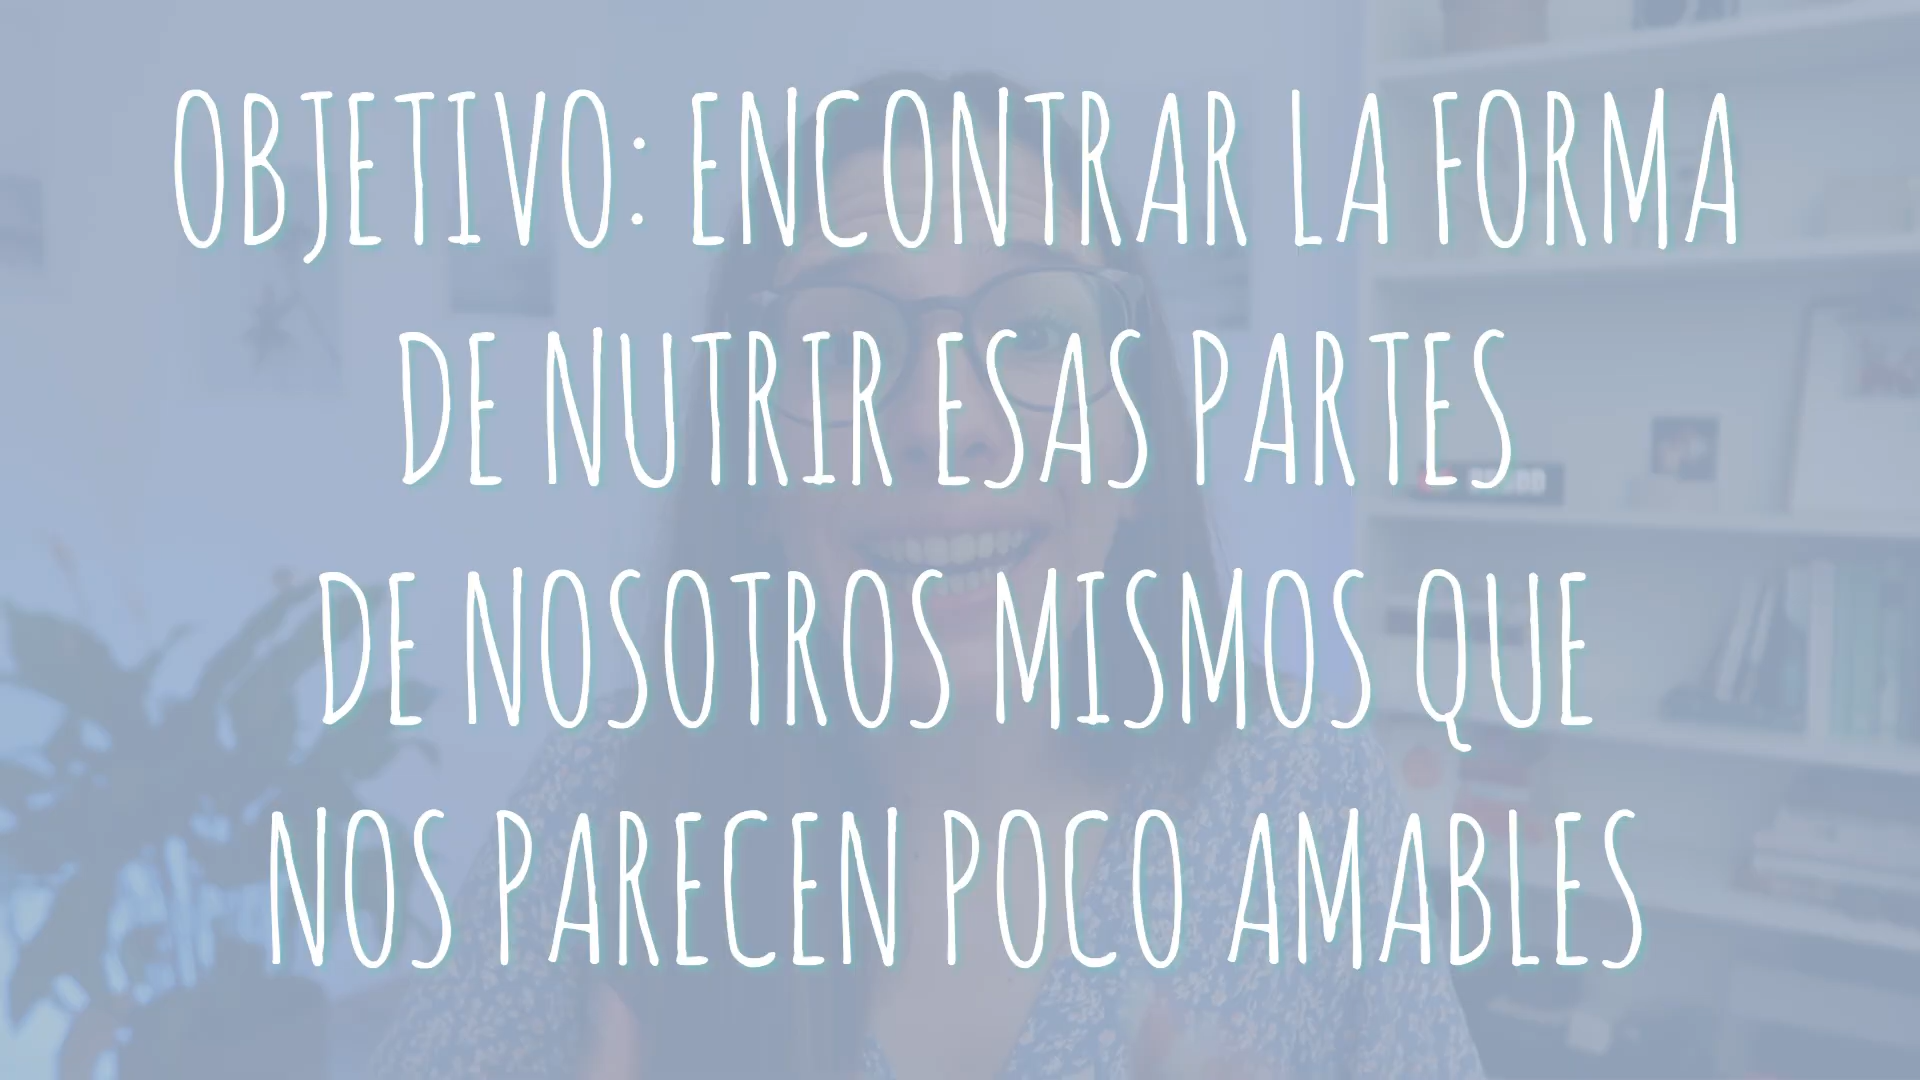 OBJETIVO: ENCONTRAR LA FORMA
DE NUTRIR ESAS PARTES
DE NOSOTROS MISMOS QUE
NOS PARECEN POCO AMABLES